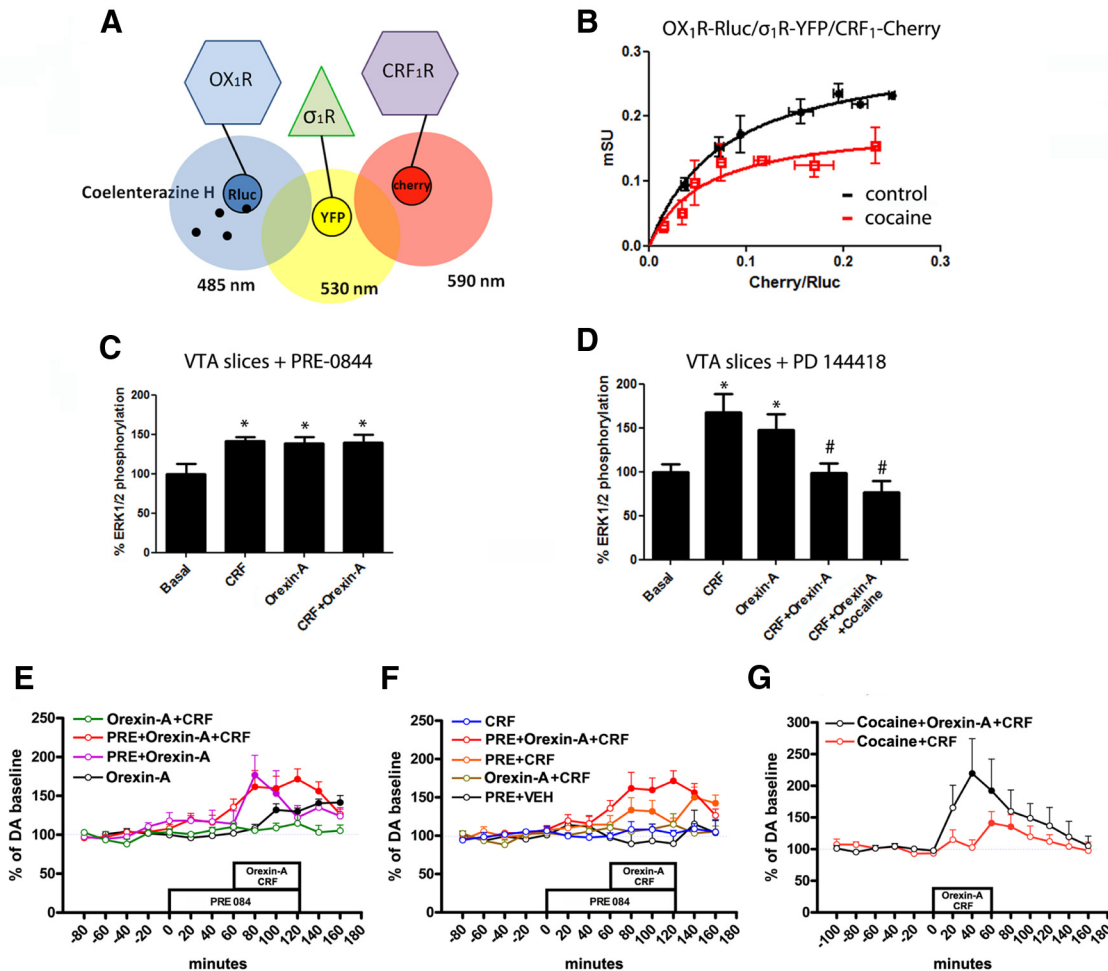 A
OX₁R
σ₁R
CRF₁R
Coelenterazine H
Rluc
YFP
cherry
485 nm
530 nm
590 nm
B
OX₁R-Rluc/σ₁R-YFP/CRF₁-Cherry
mSU
0.3
0.2
0.1
0.0
control
cocaine
0.0 0.1 0.2 0.3
Cherry/Rluc
C
VTA slices + PRE-0844
% ERK1/2 phosphorylation
200
150
100
50
0
* * *
Basal
CRF
Orexin-A
CRF+Orexin-A
D
VTA slices + PD 144418
% ERK1/2 phosphorylation
200
150
100
50
0
* * # #
Basal
CRF
Orexin-A
CRF+Orexin-A
CRF+Orexin-A
+Cocaine
E
% of DA baseline
250
200
150
100
50
0
Orexin-A+CRF
PRE+Orexin-A+CRF
PRE+Orexin-A
Orexin-A
Orexin-A
CRF
PRE 084
-80 -60 -40 -20 0 20 40 60 80 100 120 140 160 180
minutes
F
% of DA baseline
250
200
150
100
50
0
CRF
PRE+Orexin-A+CRF
PRE+CRF
Orexin-A+CRF
PRE+VEH
Orexin-A
CRF
PRE 084
-80 -60 -40 -20 0 20 40 60 80 100 120 140 160 180
minutes
G
% of DA baseline
300
250
200
150
100
50
0
Cocaine+Orexin-A+CRF
Cocaine+CRF
Orexin-A
CRF
-100 -80 -60 -40 -20 0 20 40 60 80 100 120 140 160 180
minutes